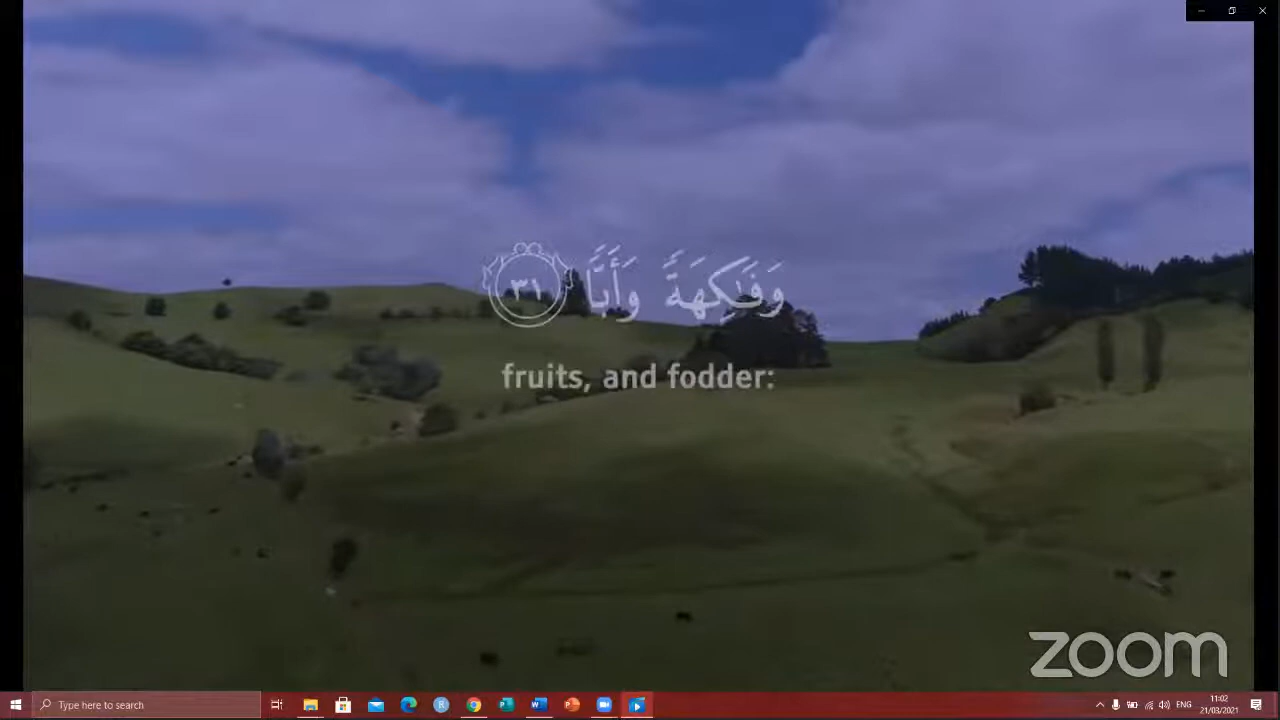 وَفَٰكِهَةً وَأَبًّا ٣١
fruits, and fodder:
zoom
Type here to search
ENG
11:02
21/03/2021